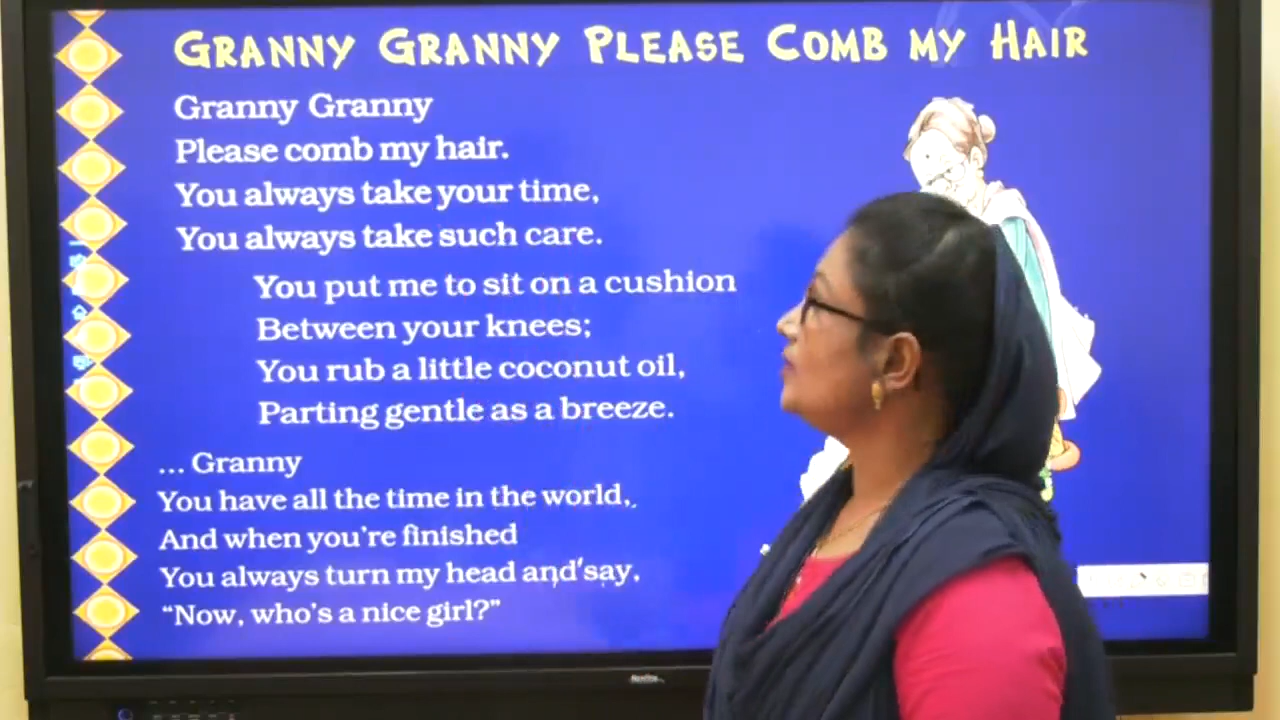 GRANNY GRANNY PLEASE COMB MY HAIR
Granny Granny
Please comb my hair.
You always take your time,
You always take such care.
You put me to sit on a cushion
Between your knees;
You rub a little coconut oil,
Parting gentle as a breeze.
... Granny
You have all the time in the world,
And when you're finished
You always turn my head and say,
"Now, who's a nice girl?"